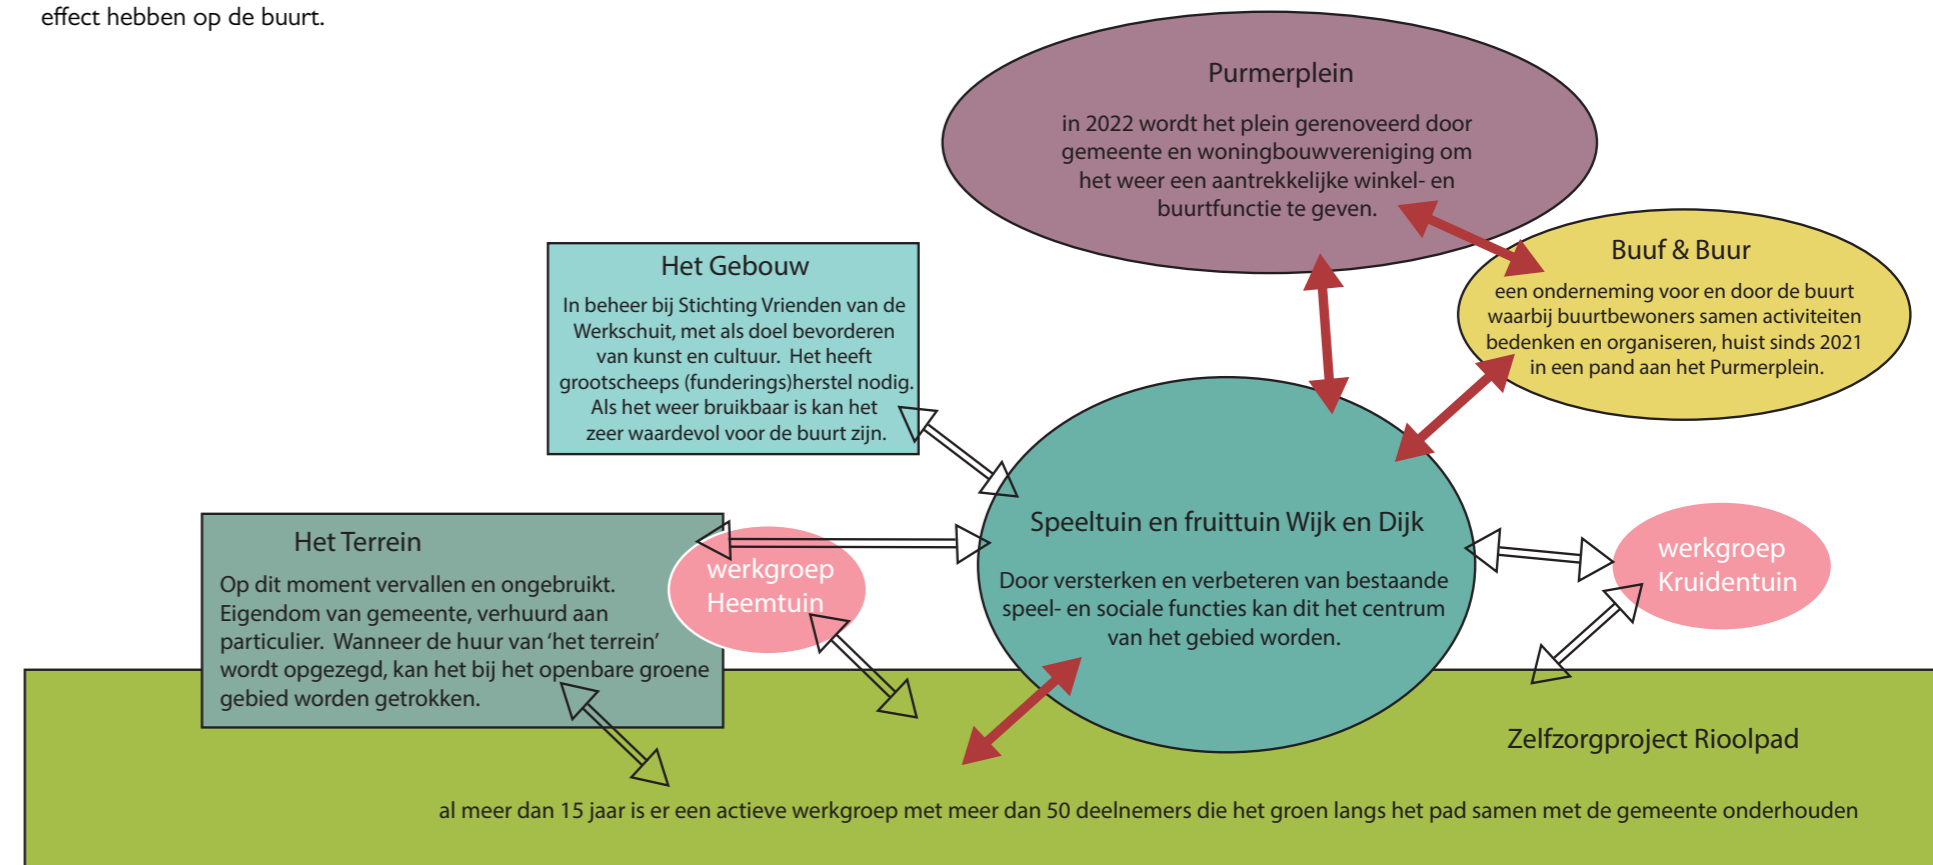 effect hebben op de buurt.
Purmerplein
in 2022 wordt het plein gerenoveerd door
gemeente en woningbouwvereniging om
het weer een aantrekkelijke winkel- en
buurtfunctie te geven.
Buuf & Buur
een onderneming voor en door de buurt
waarbij buurtbewoners samen activiteiten
bedenken en organiseren, huist sinds 2021
in een pand aan het Purmerplein.
Het Gebouw
In beheer bij Stichting Vrienden van de
Werkschuit, met als doel bevorderen
van kunst en cultuur. Het heeft
grootscheeps (funderings)herstel nodig.
Als het weer bruikbaar is kan het
zeer waardevol voor de buurt zijn.
Speeltuin en fruittuin Wijk en Dijk
Door versterken en verbeteren van bestaande
speel- en sociale functies kan dit het centrum
van het gebied worden.
Het Terrein
Op dit moment vervallen en ongebruikt.
Eigendom van gemeente, verhuurd aan
particulier. Wanneer de huur van ‘het terrein’
wordt opgezegd, kan het bij het openbare groene
gebied worden getrokken.
werkgroep
Heemtuin
werkgroep
Kruidentuin
Zelfzorgproject Rioolpad
al meer dan 15 jaar is er een actieve werkgroep met meer dan 50 deelnemers die het groen langs het pad samen met de gemeente onderhouden